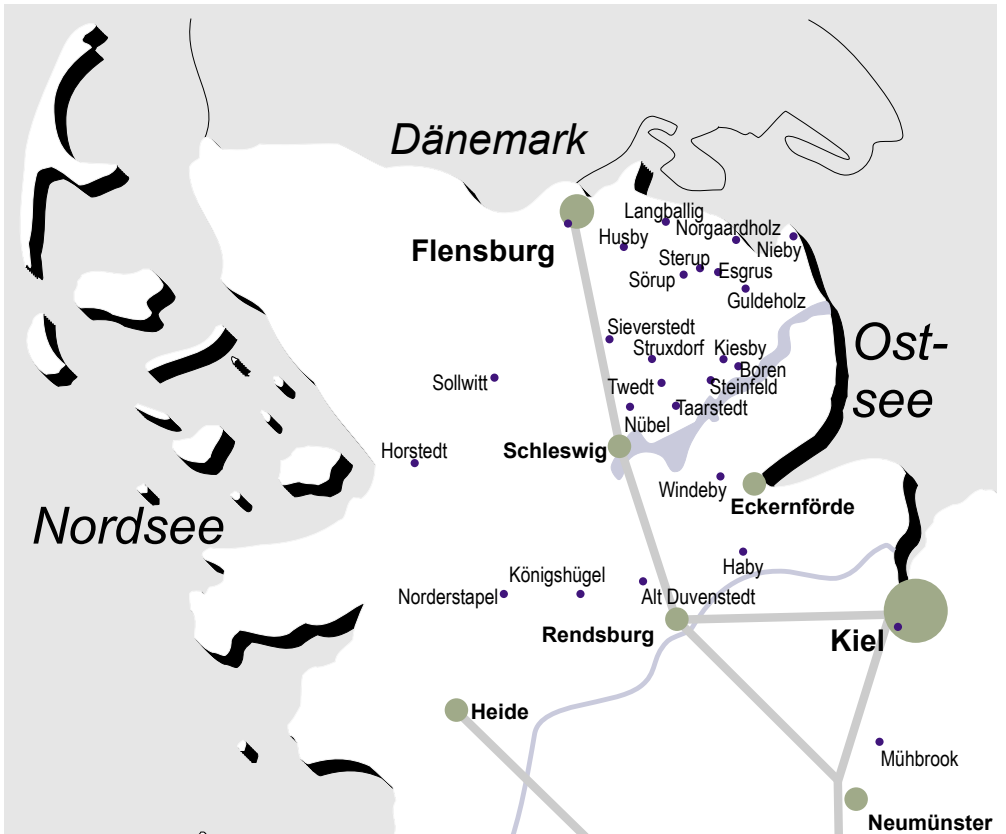 Dänemark
Langballig
Norgaardholz
Husby
Nieby
Flensburg
Sterup
Esgrus
Sörup
Guldeholz
Sieverstedt
Struxdorf
Kiesby
Ost-
see
Boren
Sollwitt
Twedt
Steinfeld
Taarstedt
Nübel
Horstedt
Schleswig
Windeby
Eckernförde
Nordsee
Haby
Königshügel
Norderstapel
Alt Duvenstedt
Rendsburg
Kiel
Heide
Mühbrook
Neumünster